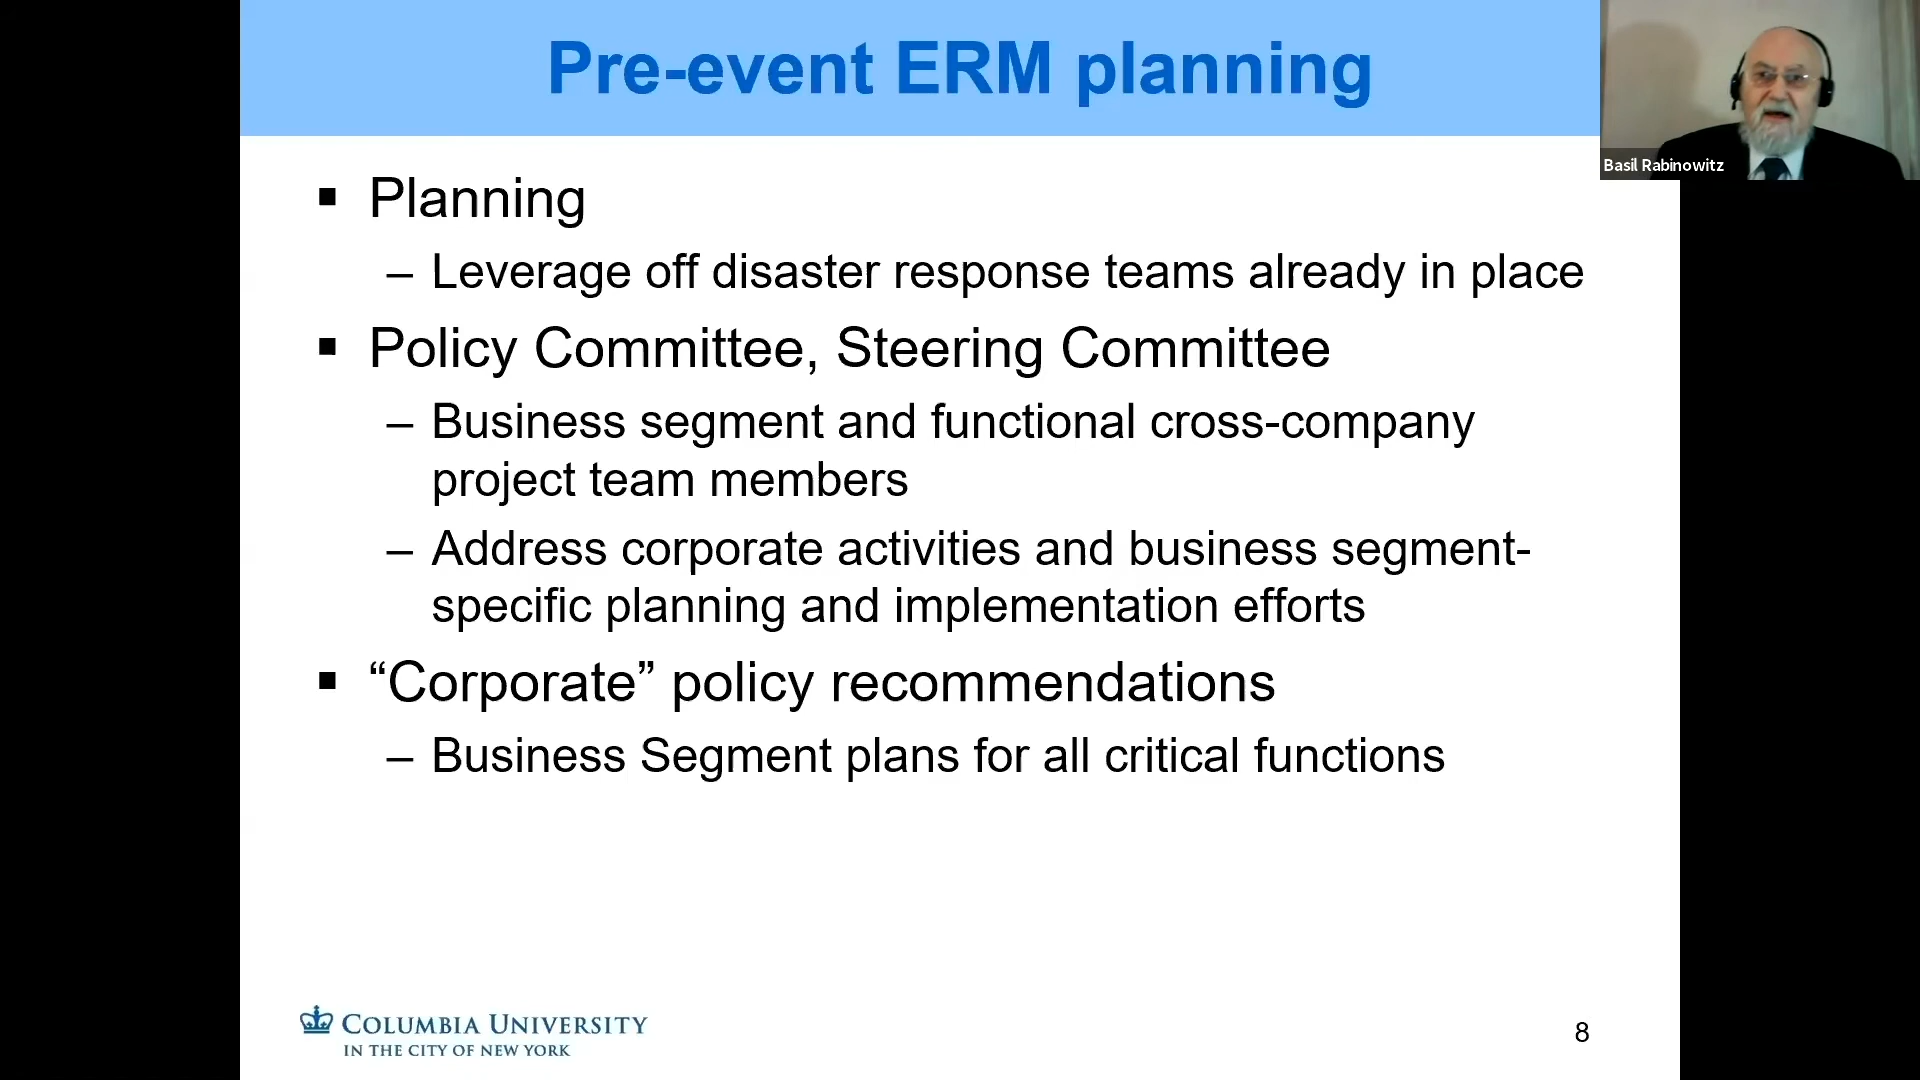 Pre-event ERM planning
Basil Rabinowitz
▪ Planning
– Leverage off disaster response teams already in place
▪ Policy Committee, Steering Committee
– Business segment and functional cross-company
project team members
– Address corporate activities and business segment-
specific planning and implementation efforts
▪ “Corporate” policy recommendations
– Business Segment plans for all critical functions
COLUMBIA UNIVERSITY
IN THE CITY OF NEW YORK
8